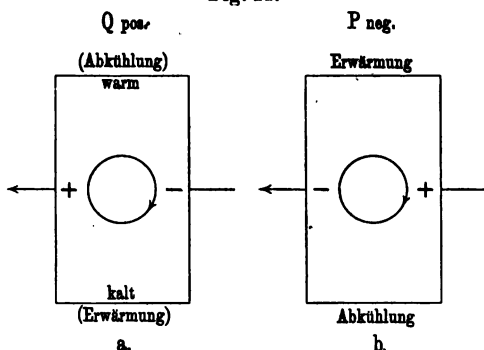 Q pos. P neg.
(Abkühlung) Erwärmung
warm
+ − − +
kalt
(Erwärmung) Abkühlung
a. b.